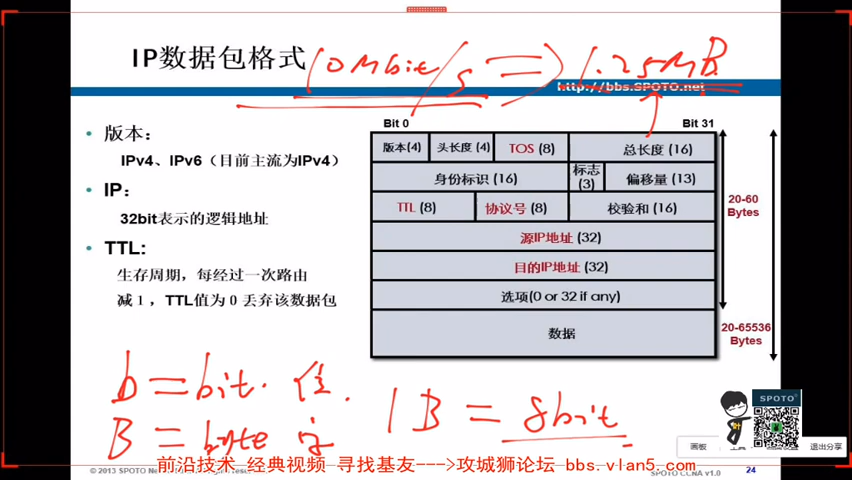 IP数据包格式
10Mbit/s => 1.25MB
http://bbs.SPOTO.net
• 版本:
IPv4、IPv6（目前主流为IPv4）
• IP:
32bit表示的逻辑地址
• TTL:
生存周期，每经过一次路由
减1，TTL值为0丢弃该数据包
Bit 0 Bit 31
版本(4) 头长度(4) TOS (8) 总长度(16)
身份标识(16) 标志(3) 偏移量(13)
TTL (8) 协议号(8) 校验和(16)
源IP地址(32)
目的IP地址(32)
选项(0 or 32 if any)
数据
20-60
Bytes
20-65536
Bytes
b = bit. 位.
B = byte 字
1B = 8bit
SPOTO
画板 退出分享
前沿技术 经典视频 寻找基友--->攻城狮论坛 bbs.vlan5.com
© 2013 SPOTO
SPOTO CCNA v1.0
24